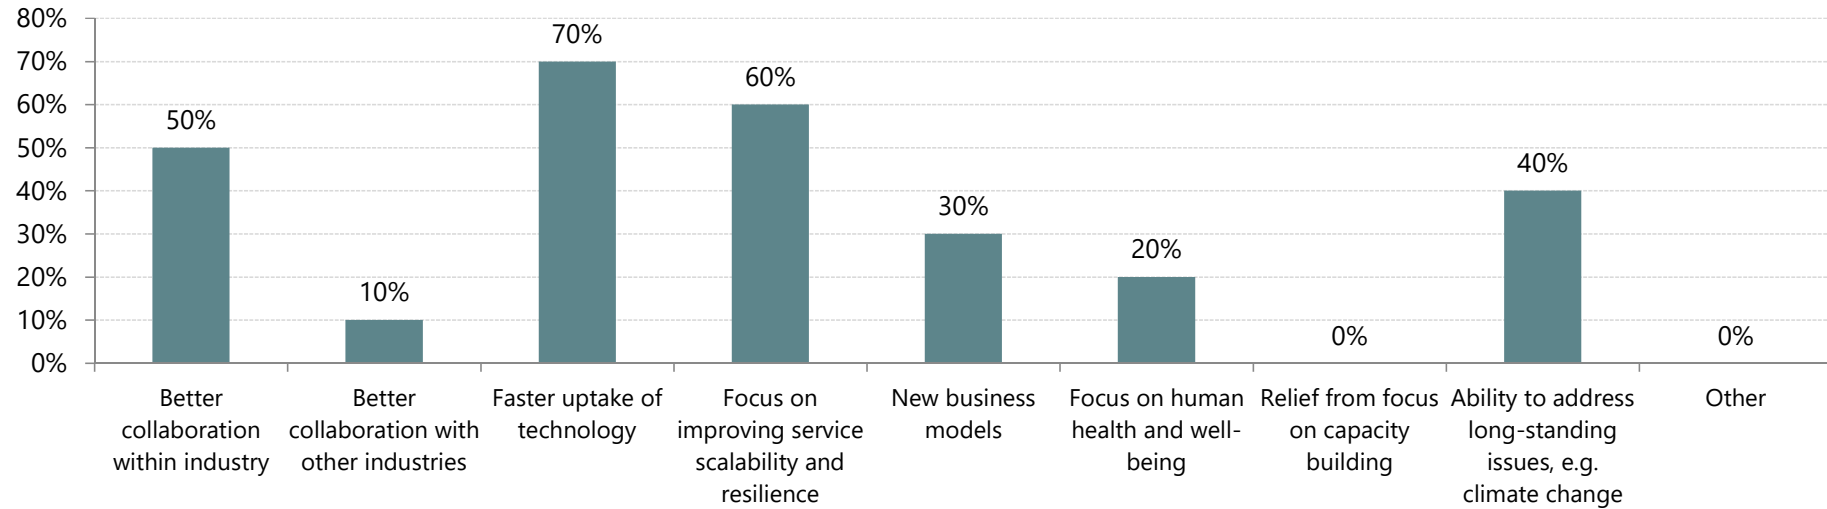 80%
70%
60%
50%
40%
30%
20%
10%
0%
50%
10%
70%
60%
30%
20%
0%
40%
0%
Better
collaboration
within industry
Better
collaboration with
other industries
Faster uptake of
technology
Focus on
improving service
scalability and
resilience
New business
models
Focus on human
health and well-
being
Relief from focus
on capacity
building
Ability to address
long-standing
issues, e.g.
climate change
Other